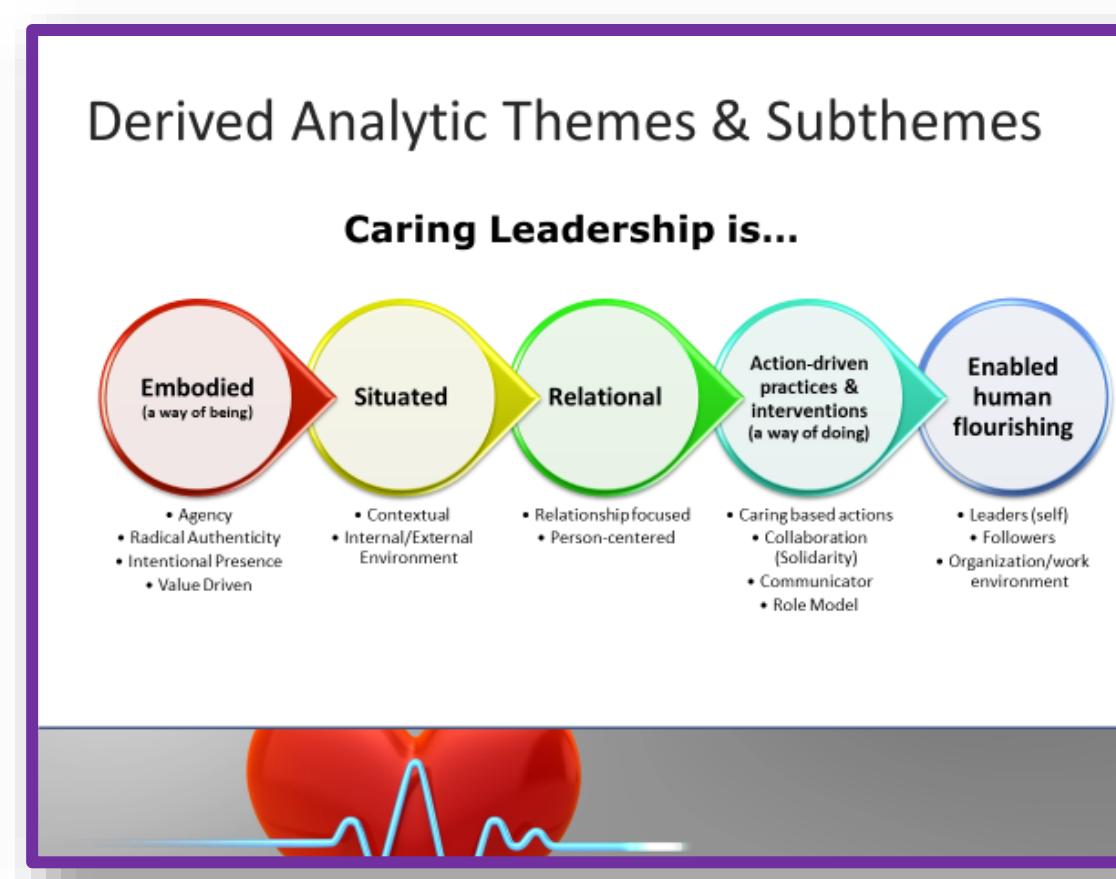 Derived Analytic Themes & Subthemes
Caring Leadership is...
Embodied
(a way of being)
• Agency
• Radical Authenticity
• Intentional Presence
• Value Driven
Situated
• Contextual
• Internal/External
Environment
Relational
• Relationship focused
• Person-centered
Action-driven
practices &
interventions
(a way of doing)
• Caring based actions
• Collaboration
(Solidarity)
• Communicator
• Role Model
Enabled
human
flourishing
• Leaders (self)
• Followers
• Organization/work
environment